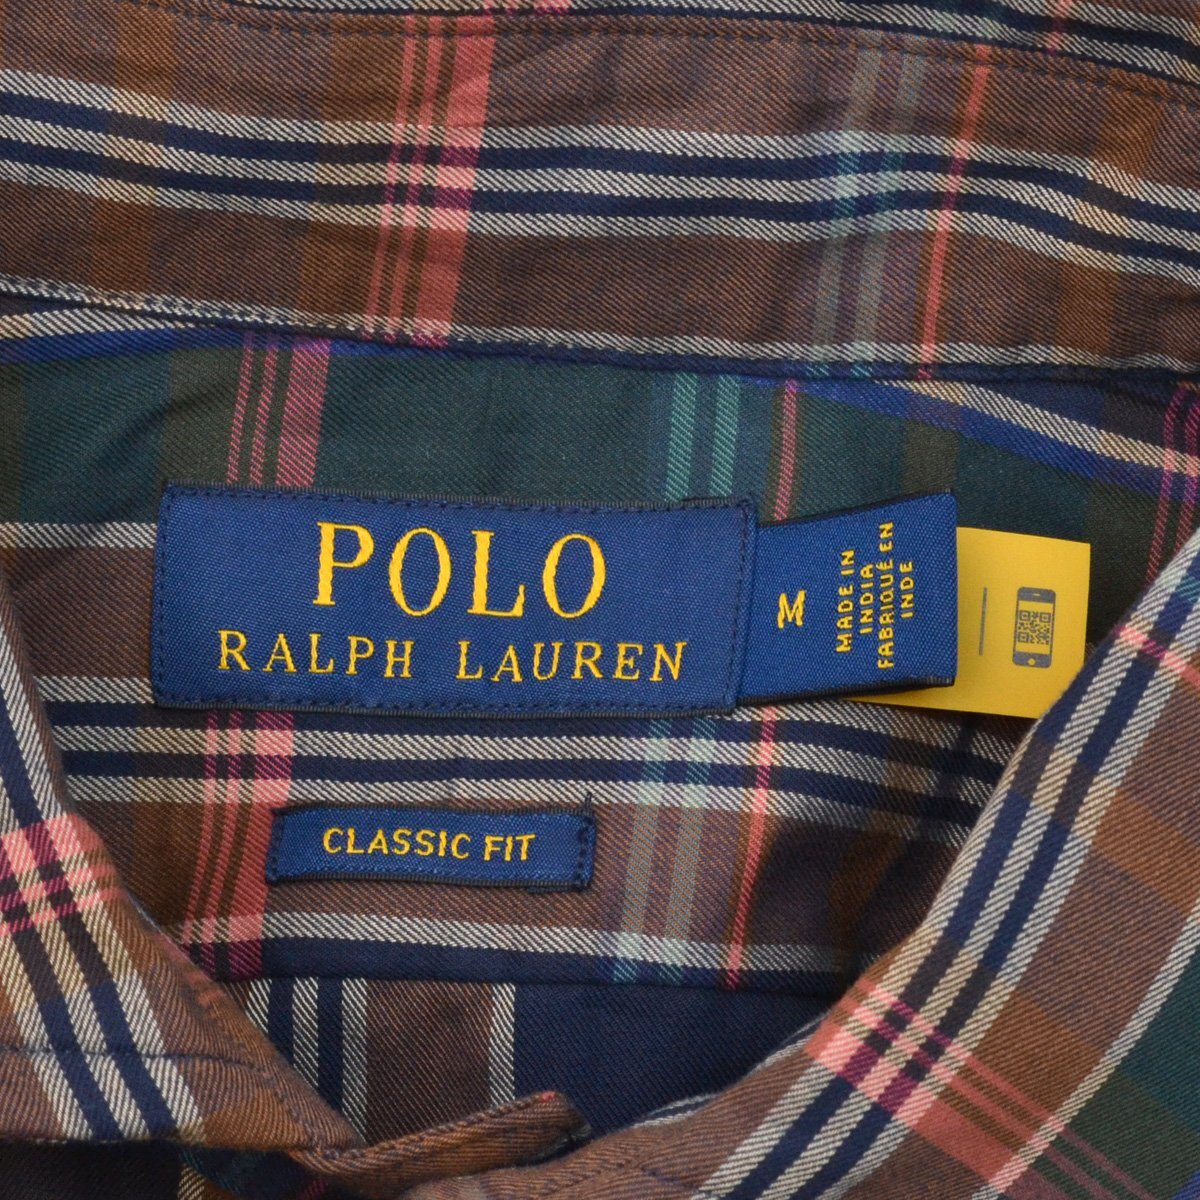 POLO
RALPH LAUREN
M
MADE IN
INDIA
FABRIQUÉ EN
INDE
CLASSIC FIT